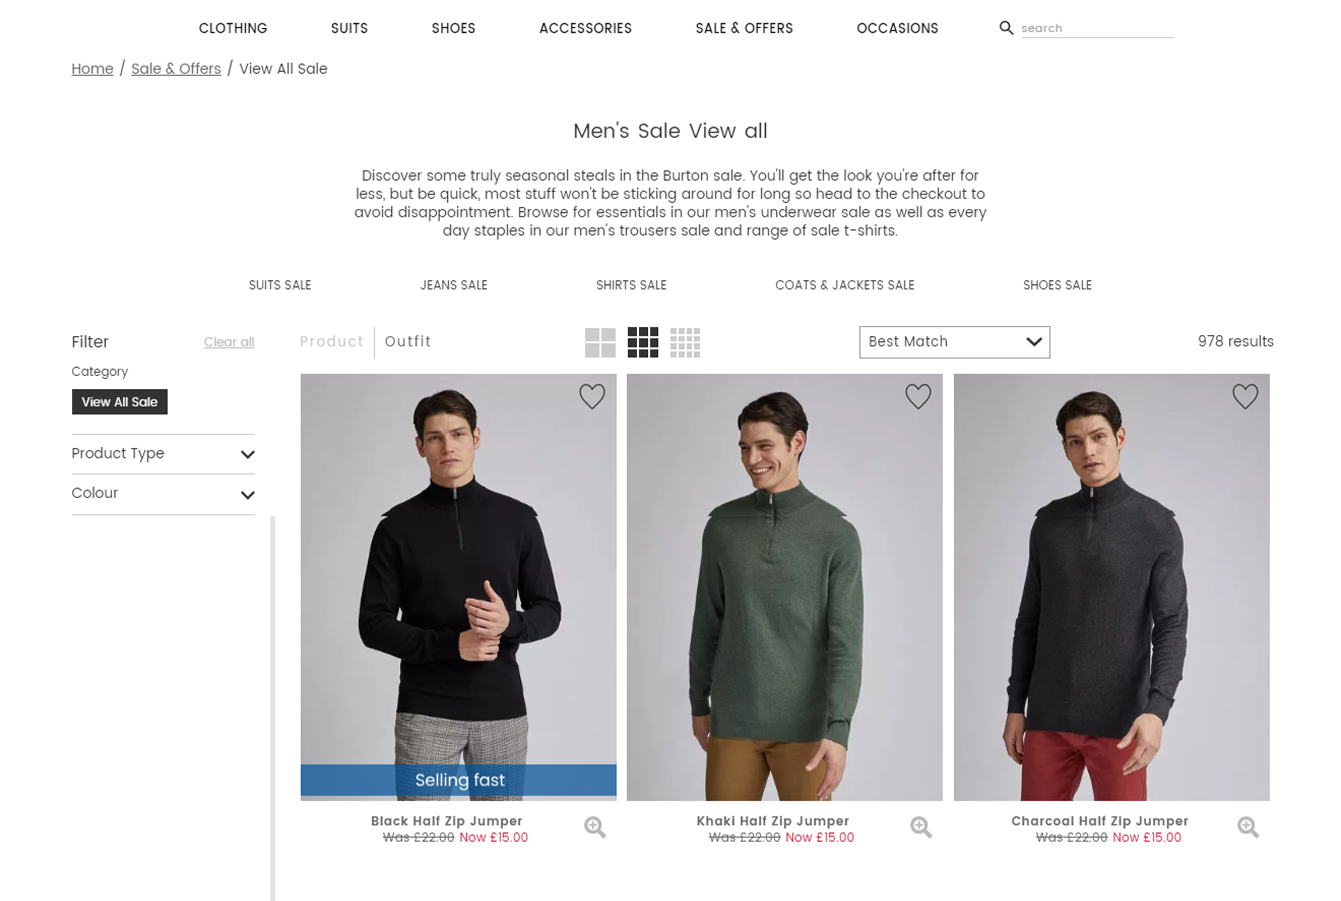 CLOTHING SUITS SHOES ACCESSORIES SALE & OFFERS OCCASIONS search
Home / Sale & Offers / View All Sale
Men's Sale View all
Discover some truly seasonal steals in the Burton sale. You'll get the look you're after for
less, but be quick, most stuff won't be sticking around for long so head to the checkout to
avoid disappointment. Browse for essentials in our men's underwear sale as well as every
day staples in our men's trousers sale and range of sale t-shirts.
SUITS SALE JEANS SALE SHIRTS SALE COATS & JACKETS SALE SHOES SALE
Filter Clear all
Category
View All Sale
Product Type
Colour
Product Outfit Best Match 978 results
Selling fast
Black Half Zip Jumper
Was £22.00 Now £15.00
Khaki Half Zip Jumper
Was £22.00 Now £15.00
Charcoal Half Zip Jumper
Was £22.00 Now £15.00